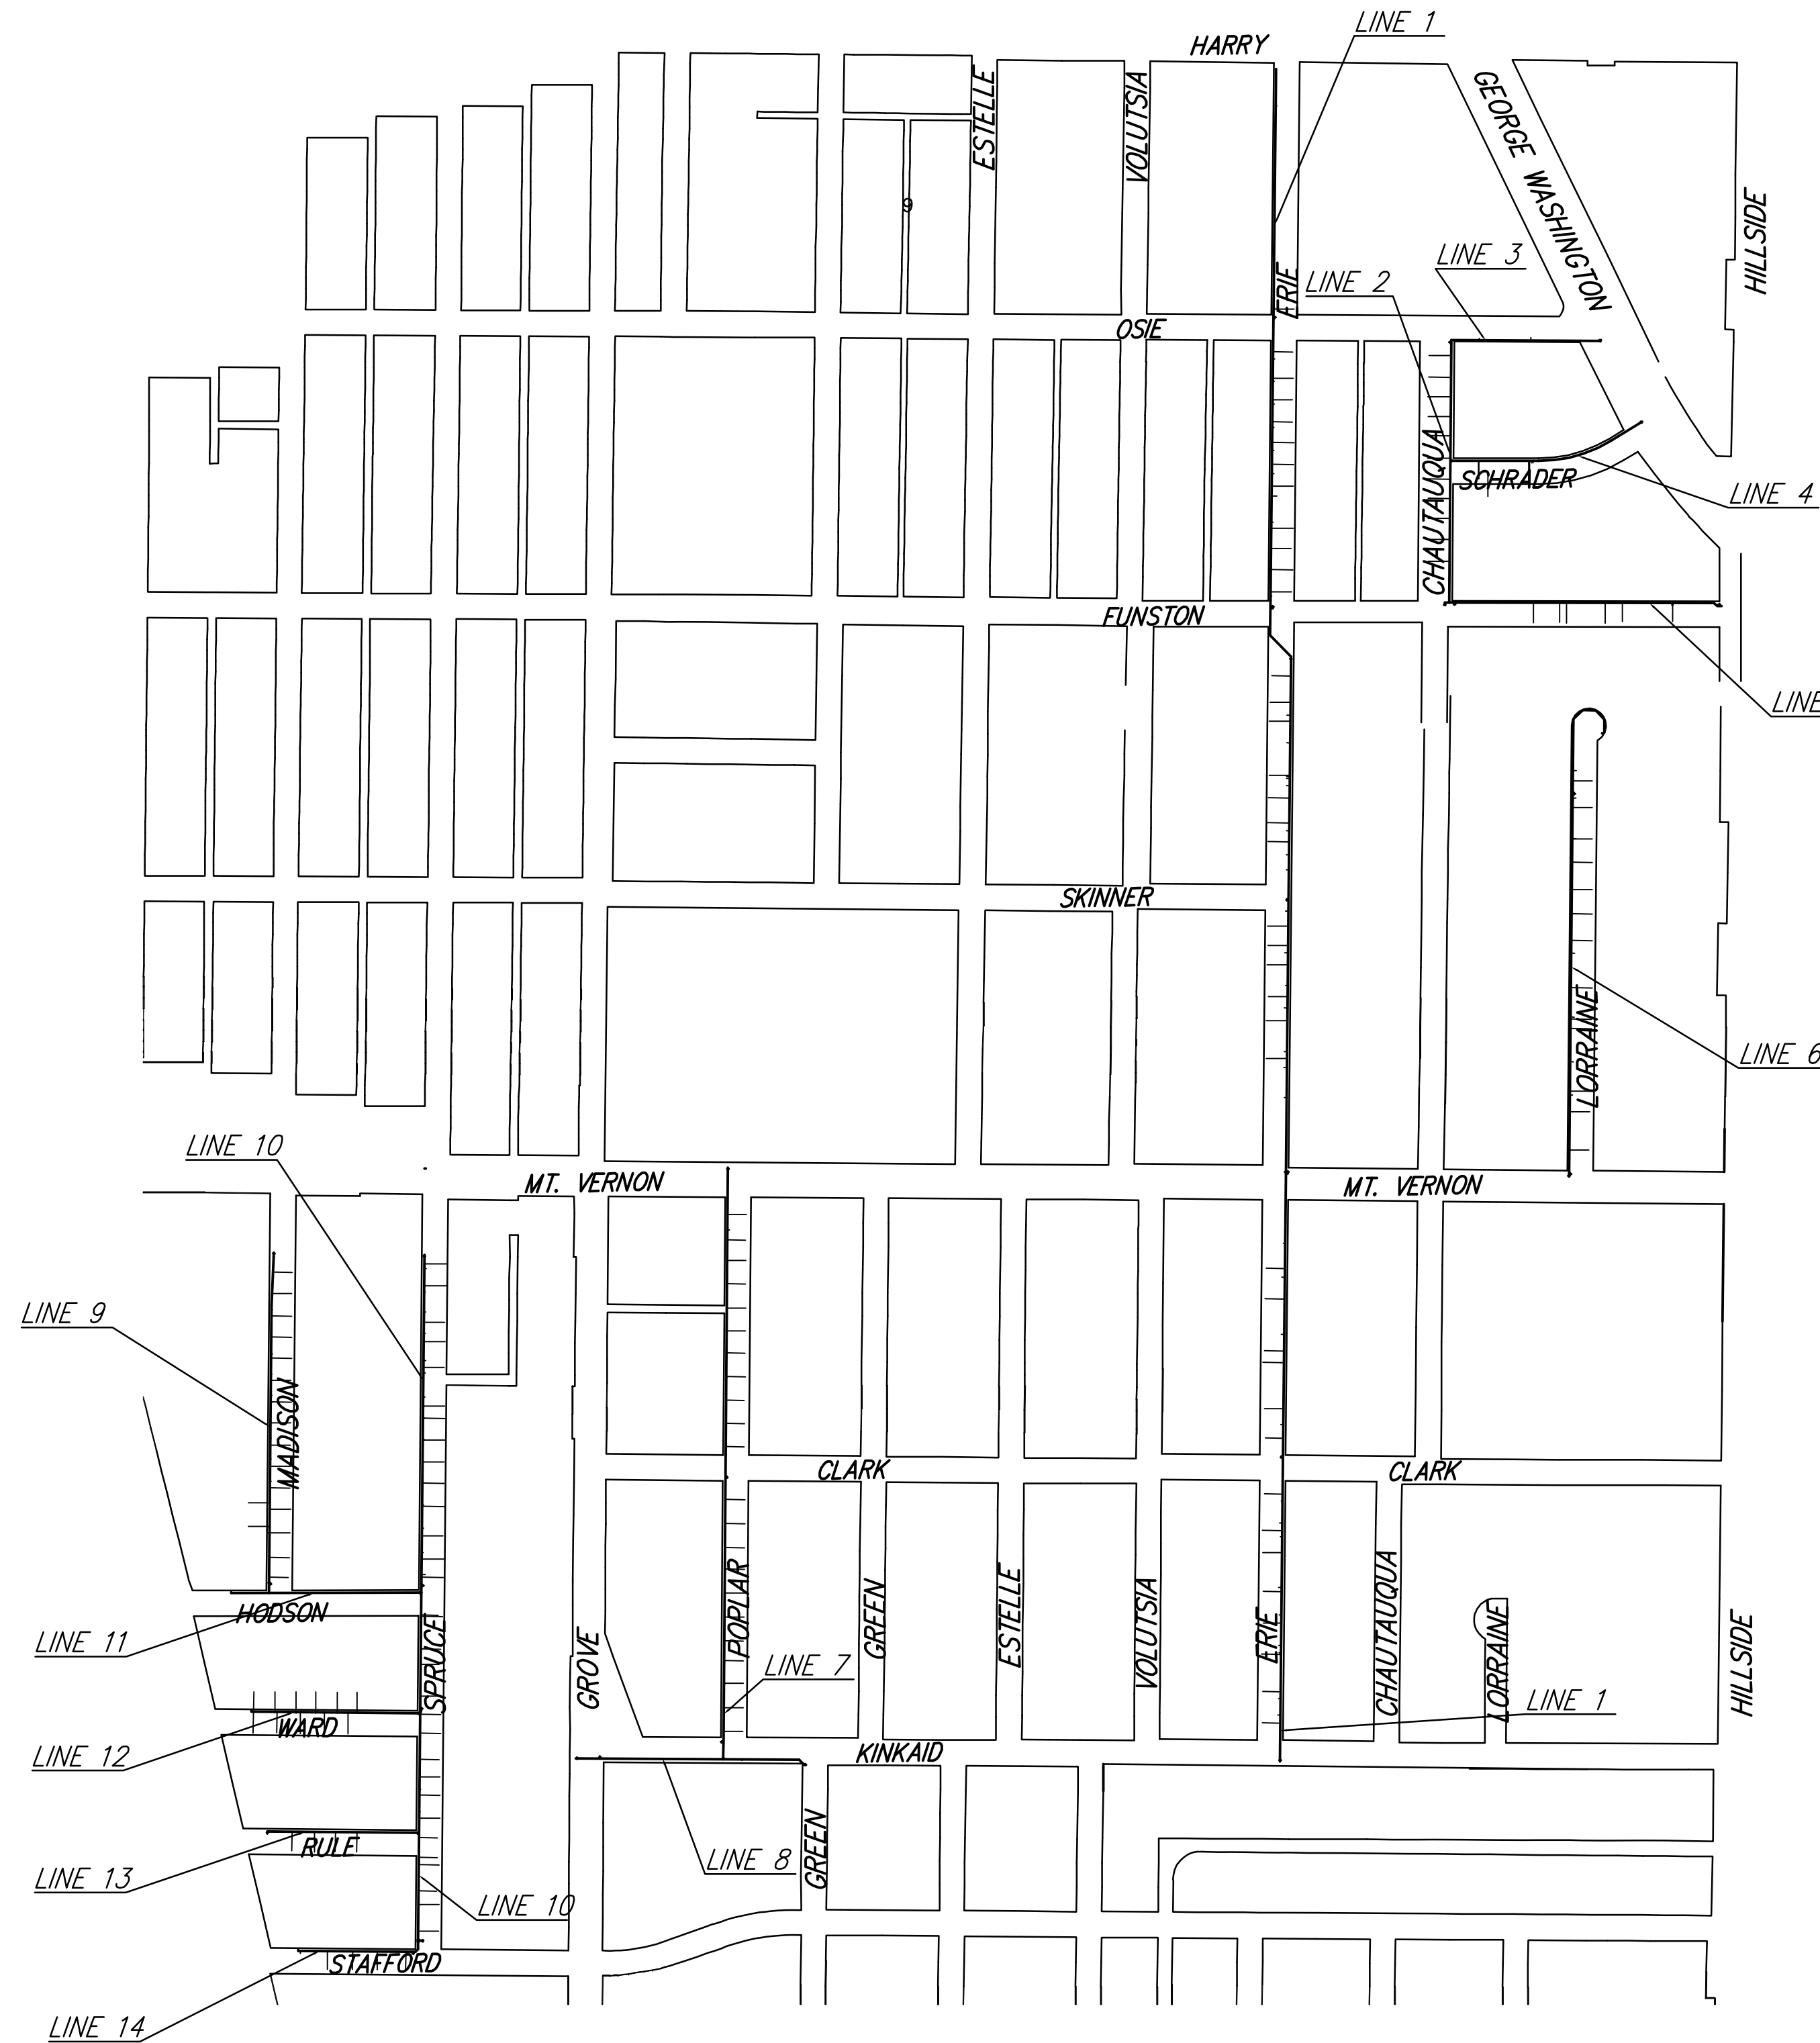 LINE 1
HARRY
ESTELLE
VOLUTSIA
GEORGE WASHINGTON
HILLSIDE
9
LINE 3
LINE 2
ERIE
OSIE
CHAUTAUQUA
SCHRADER
LINE 4
FUNSTON
LINE
SKINNER
LORRAINE
LINE 6
LINE 10
MT. VERNON
MT. VERNON
LINE 9
MADISON
CLARK
CLARK
HODSON
LINE 11
SPRUCE
GROVE
POPLAR
GREEN
ESTELLE
VOLUTSIA
ERIE
CHAUTAUQUA
LORRAINE
HILLSIDE
LINE 7
LINE 1
WARD
LINE 12
KINKAID
GREEN
RULE
LINE 8
LINE 13
LINE 10
STAFFORD
LINE 14